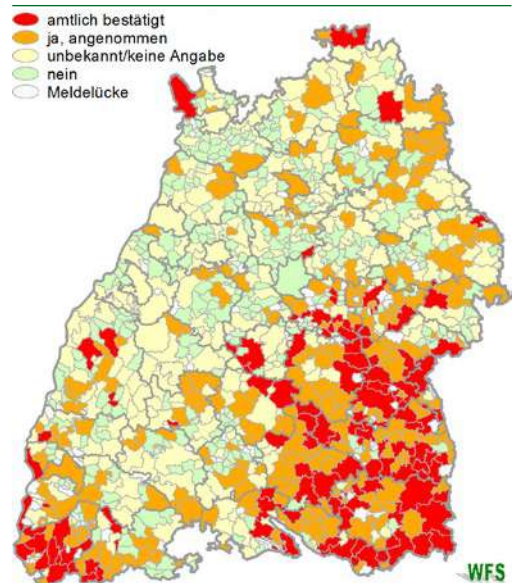 amtlich bestätigt
ja, angenommen
unbekannt/keine Angabe
nein
Meldelücke
WFS